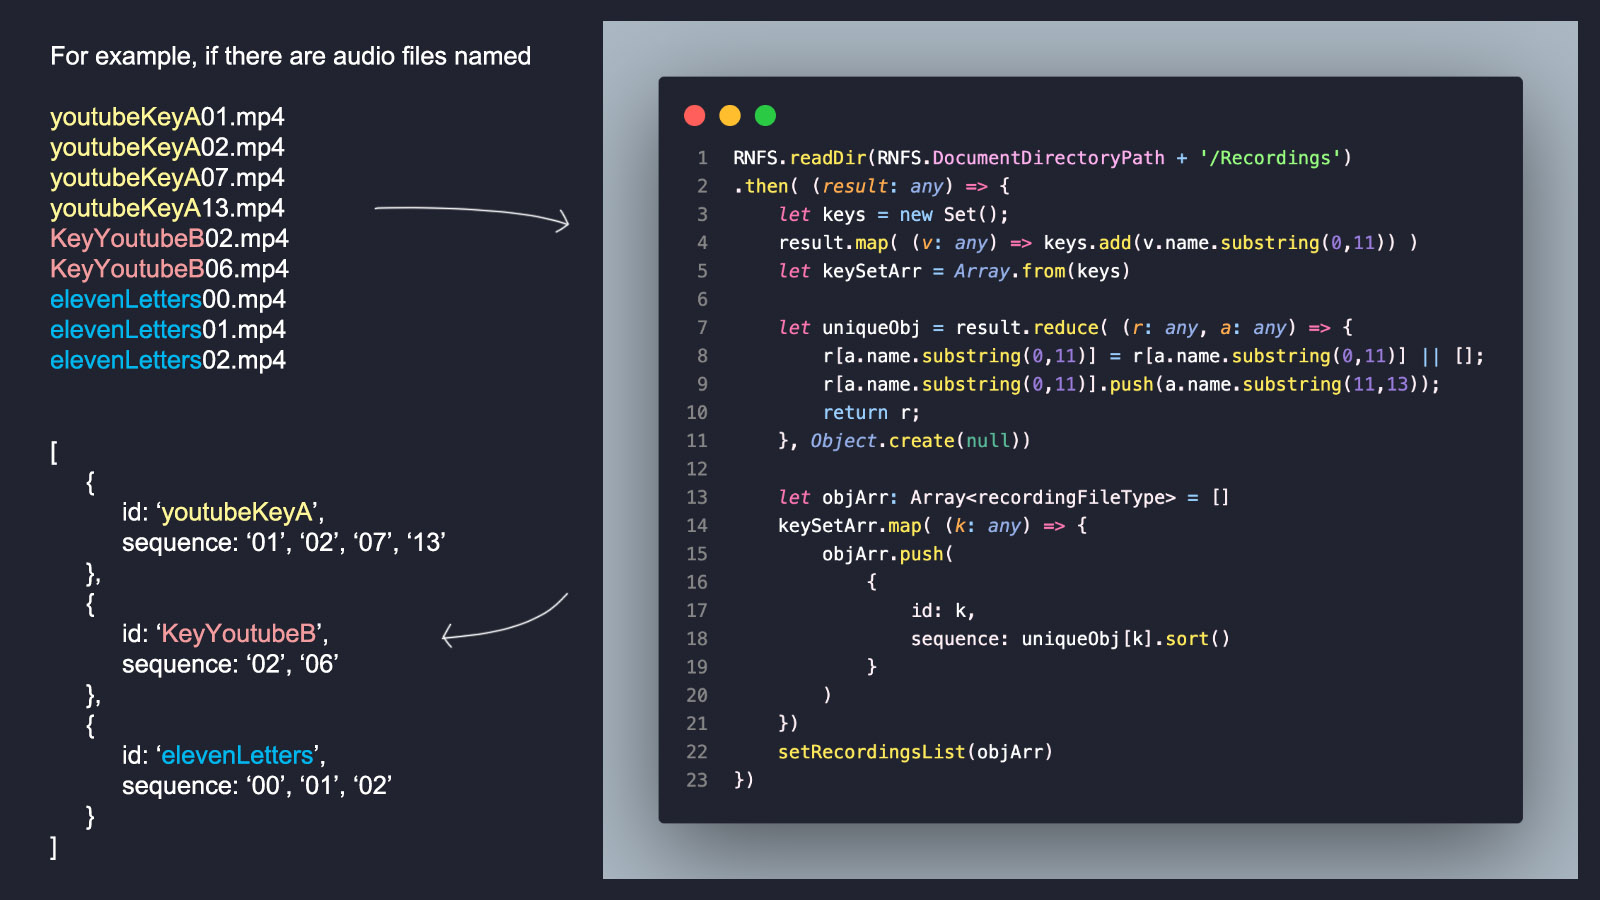 For example, if there are audio files named
youtubeKeyA01.mp4
youtubeKeyA02.mp4
youtubeKeyA07.mp4
youtubeKeyA13.mp4
KeyYoutubeB02.mp4
KeyYoutubeB06.mp4
elevenLetters00.mp4
elevenLetters01.mp4
elevenLetters02.mp4
[
{
id: ‘youtubeKeyA’,
sequence: ‘01’, ‘02’, ‘07’, ‘13’
},
{
id: ‘KeyYoutubeB’,
sequence: ‘02’, ‘06’
},
{
id: ‘elevenLetters’,
sequence: ‘00’, ‘01’, ‘02’
}
]
1 RNFS.readDir(RNFS.DocumentDirectoryPath + '/Recordings')
2 .then( (result: any) => {
3 let keys = new Set();
4 result.map( (v: any) => keys.add(v.name.substring(0,11)) )
5 let keySetArr = Array.from(keys)
6
7 let uniqueObj = result.reduce( (r: any, a: any) => {
8 r[a.name.substring(0,11)] = r[a.name.substring(0,11)] || [];
9 r[a.name.substring(0,11)].push(a.name.substring(11,13));
10 return r;
11 }, Object.create(null))
12
13 let objArr: Array<recordingFileType> = []
14 keySetArr.map( (k: any) => {
15 objArr.push(
16 {
17 id: k,
18 sequence: uniqueObj[k].sort()
19 }
20 )
21 })
22 setRecordingsList(objArr)
23 })